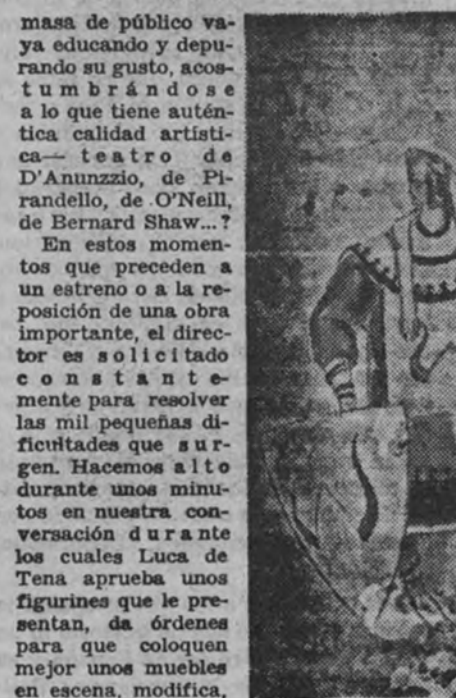 masa de público va-
ya educando y depu-
rando su gusto, acos-
tumbrándose
a lo que tiene autén-
tica calidad artísti-
ca— teatro de
D'Anunzzio, de Pi-
randello, de O'Neill,
de Bernard Shaw...?
En estos momen-
tos que preceden a
un estreno o a la re-
posición de una obra
importante, el direc-
tor es solicitado
constante-
mente para resolver
las mil pequeñas di-
ficultades que sur-
gen. Hacemos alto
durante unos minu-
tos en nuestra con-
versación durante
los cuales Luca de
Tena aprueba unos
figurines que le pre-
sentan, da órdenes
para que coloquen
mejor unos muebles
en escena, modifica,